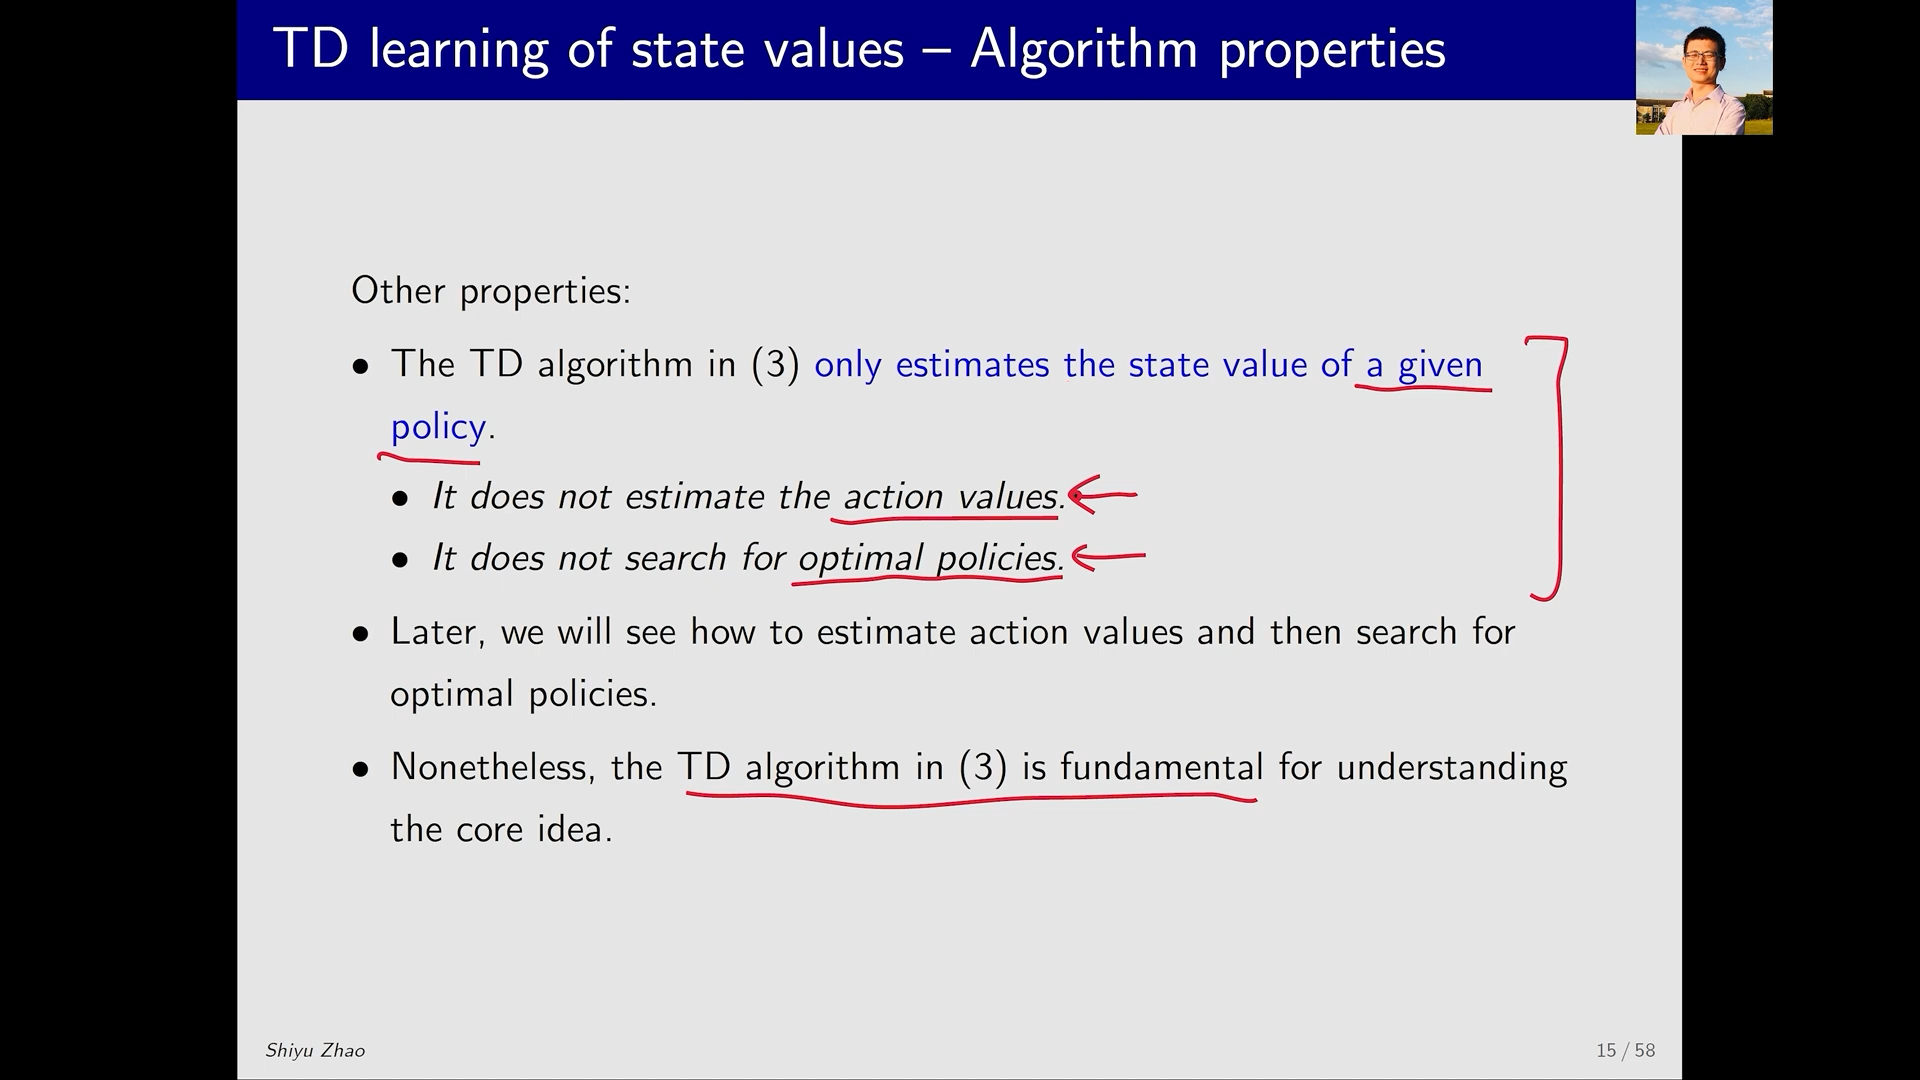 TD learning of state values – Algorithm properties
Other properties:
• The TD algorithm in (3) only estimates the state value of a given
policy.
• It does not estimate the action values.
• It does not search for optimal policies.
• Later, we will see how to estimate action values and then search for
optimal policies.
• Nonetheless, the TD algorithm in (3) is fundamental for understanding
the core idea.
Shiyu Zhao
15 / 58